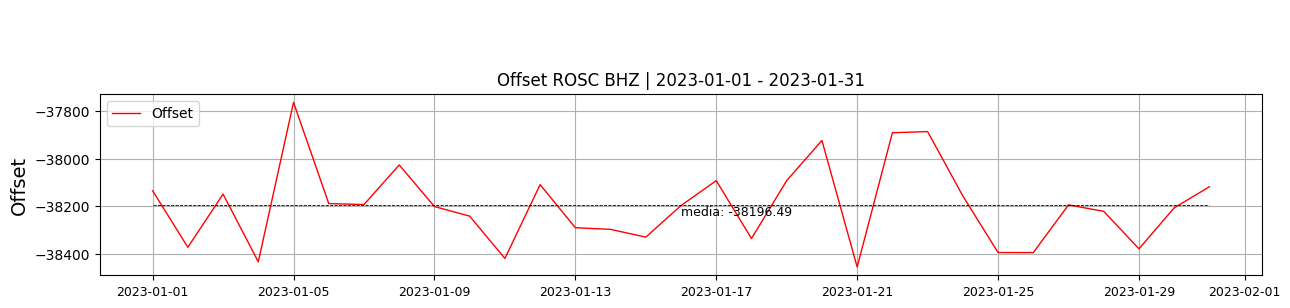 Offset ROSC BHZ | 2023-01-01 - 2023-01-31
Offset
−37800
−38000
−38200
−38400
Offset
media: -38196.49
2023-01-01 2023-01-05 2023-01-09 2023-01-13 2023-01-17 2023-01-21 2023-01-25 2023-01-29 2023-02-01